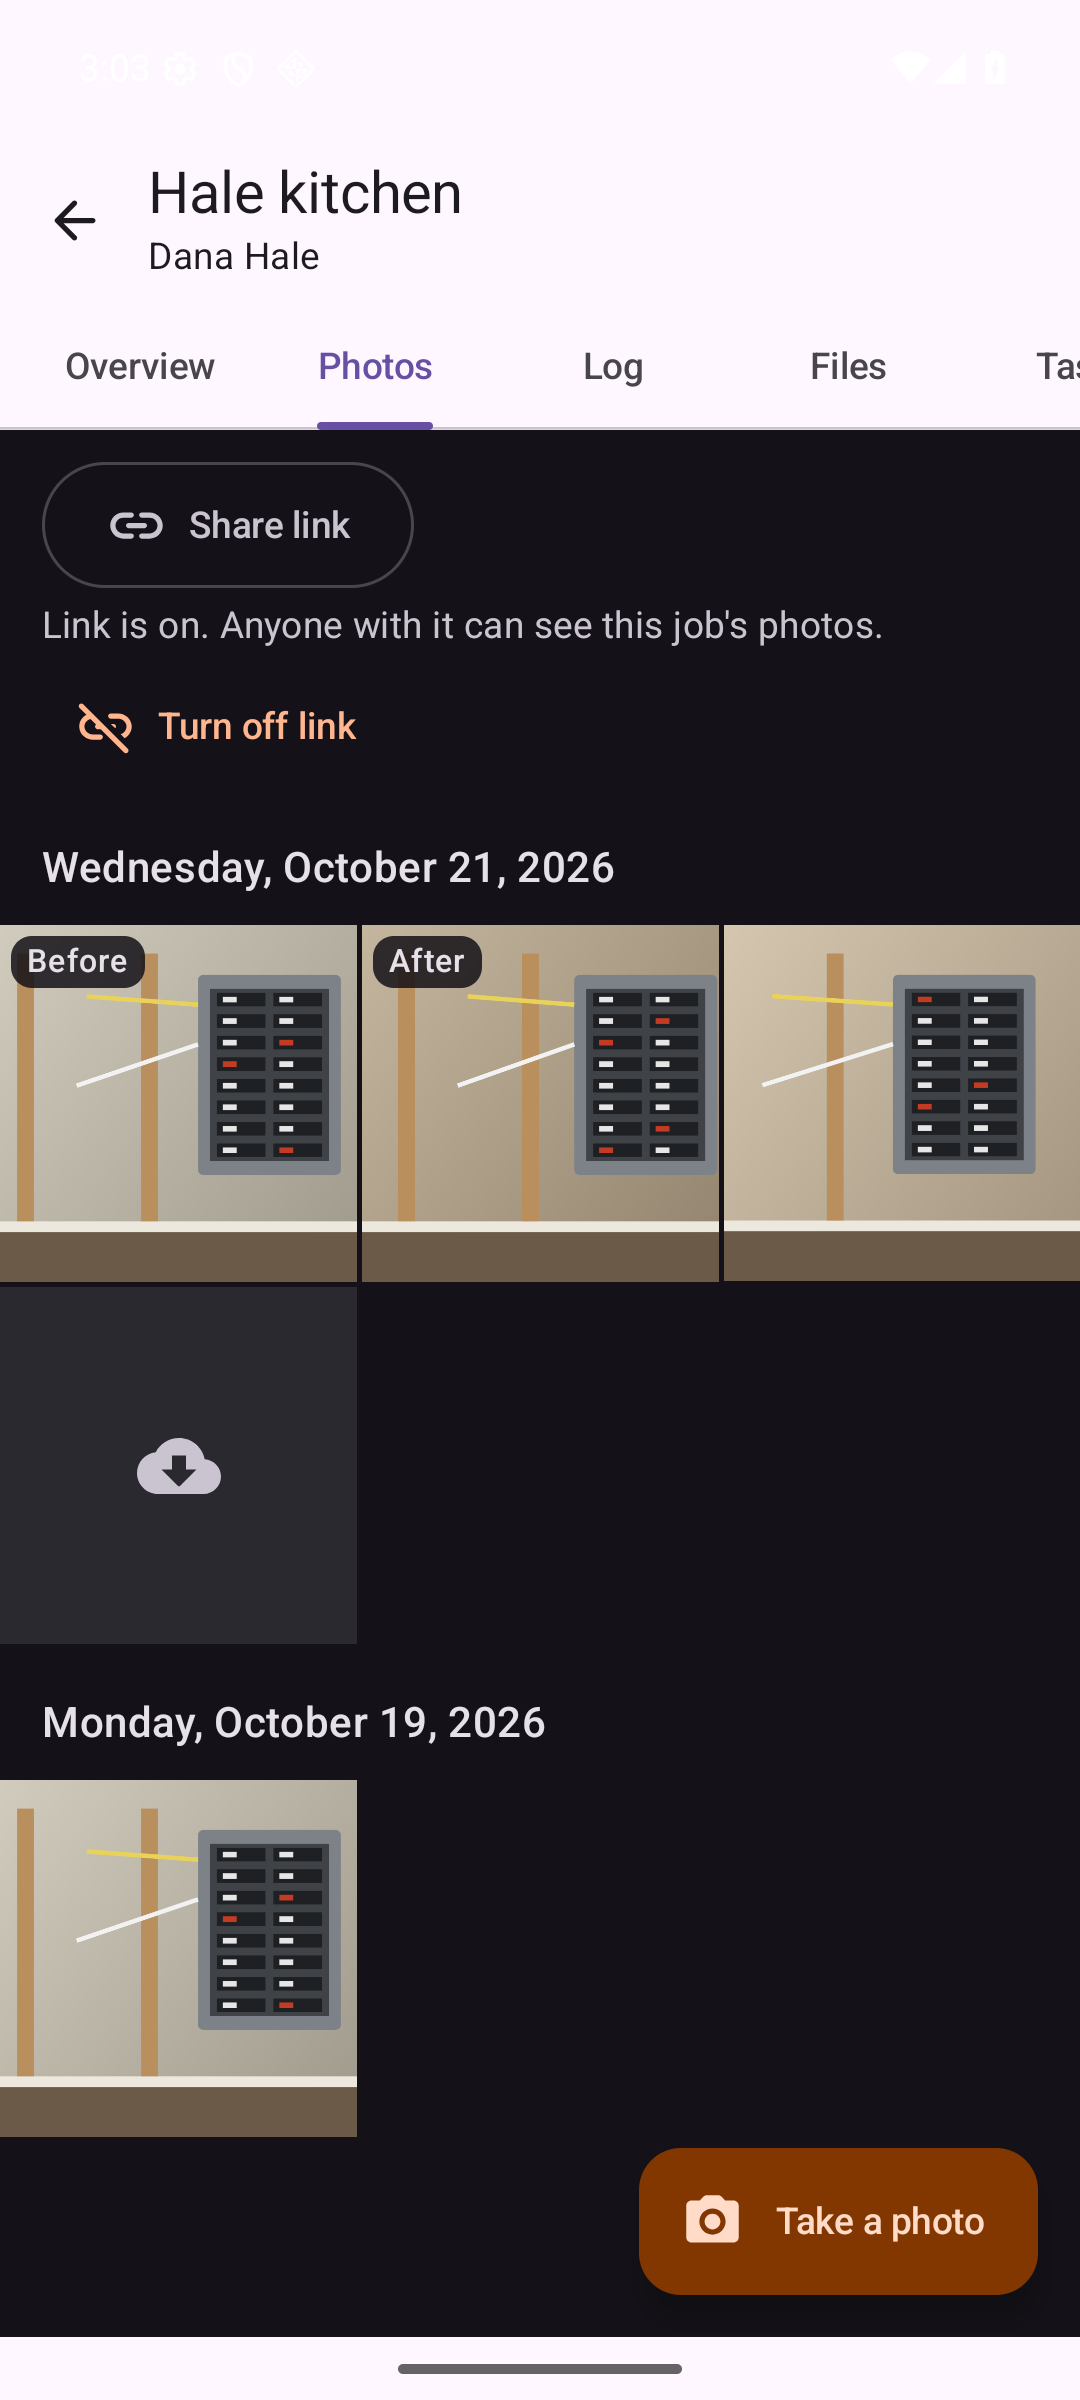 3:03
Hale kitchen
Dana Hale
Overview Photos Log Files Tas
Share link
Link is on. Anyone with it can see this job's photos.
Turn off link
Wednesday, October 21, 2026
Before After
Monday, October 19, 2026
Take a photo